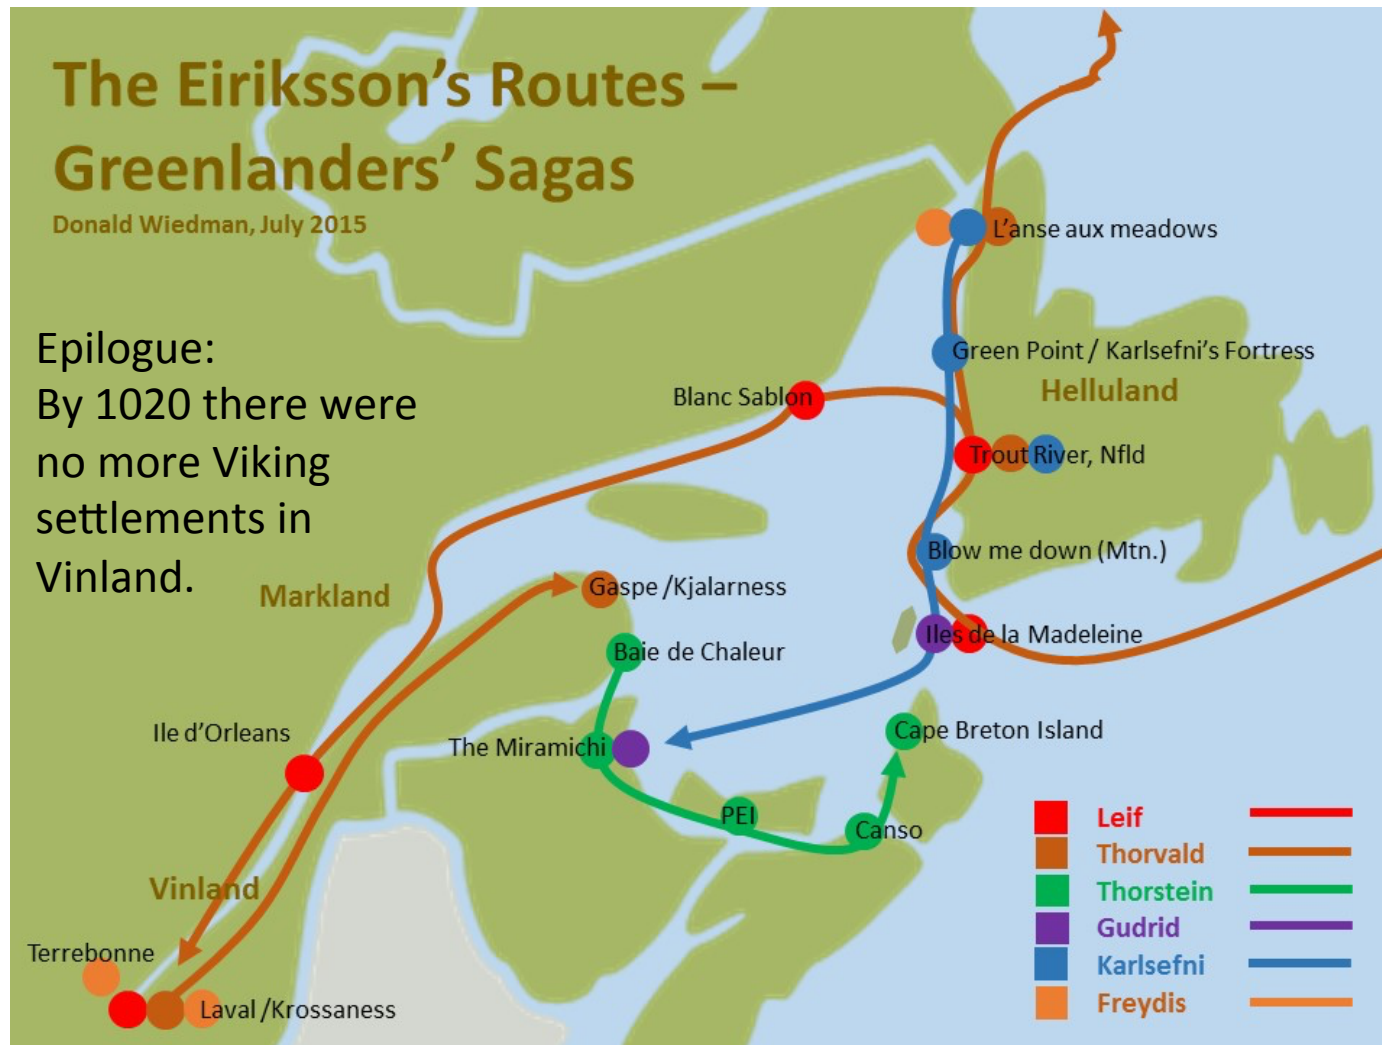 The Eiriksson's Routes –
Greenlanders' Sagas
Donald Wiedman, July 2015
L'anse aux meadows
Epilogue:
By 1020 there were
no more Viking
settlements in
Vinland.
Green Point / Karlsefni's Fortress
Helluland
Blanc Sablon
Trout River, Nfld
Blow me down (Mtn.)
Markland
Gaspe /Kjalarness
Iles de la Madeleine
Baie de Chaleur
Ile d'Orleans
The Miramichi
Cape Breton Island
PEI
Canso
Vinland
Terrebonne
Laval /Krossaness
Leif
Thorvald
Thorstein
Gudrid
Karlsefni
Freydis